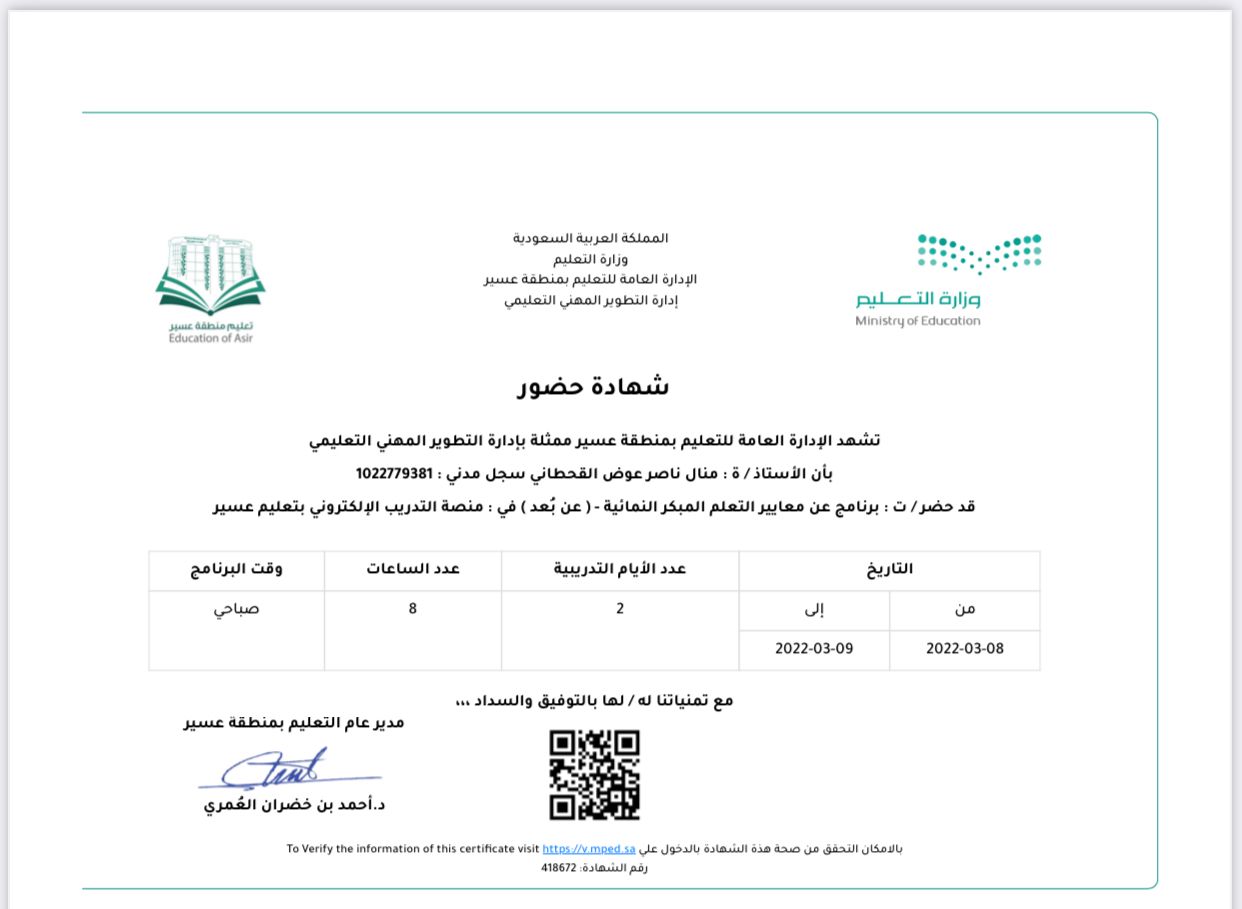 المملكة العربية السعودية
وزارة التعليم
الإدارة العامة للتعليم بمنطقة عسير
إدارة التطوير المهني التعليمي
وزارة التعليم
Ministry of Education
تعليم منطقة عسير
Education of Asir
شهادة حضور
تشهد الإدارة العامة للتعليم بمنطقة عسير ممثلة بإدارة التطوير المهني التعليمي
بأن الأستاذ / ة : منال ناصر عوض القحطاني سجل مدني : 1022779381
قد حضر / ت : برنامج عن معايير التعلم المبكر النمائية - ( عن بُعد ) في : منصة التدريب الإلكتروني بتعليم عسير
التاريخ عدد الأيام التدريبية عدد الساعات وقت البرنامج
من إلى 2 8 صباحي
2022-03-08 2022-03-09
مع تمنياتنا له / لها بالتوفيق والسداد ،،،
مدير عام التعليم بمنطقة عسير
د.أحمد بن خضران العُمري
بالامكان التحقق من صحة هذة الشهادة بالدخول علي https://v.mped.sa To Verify the information of this certificate visit
رقم الشهادة: 418672